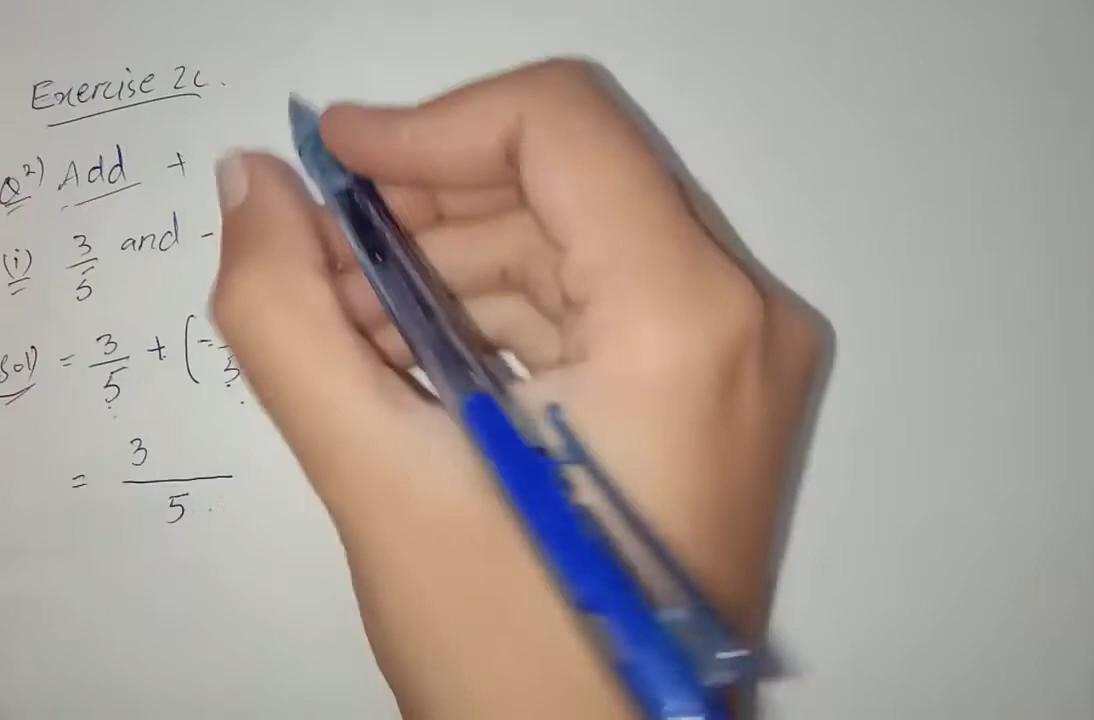 Exercise 2c.
Q2) Add +
(i) 3/5 and -
Sol) = 3/5 + (-
= 3 / 5